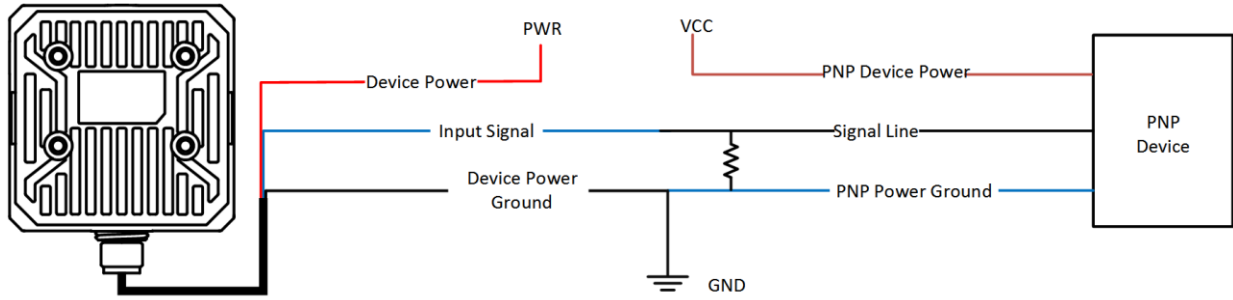 PWR
VCC
Device Power
PNP Device Power
Input Signal
Signal Line
PNP
Device
Device Power
Ground
PNP Power Ground
GND